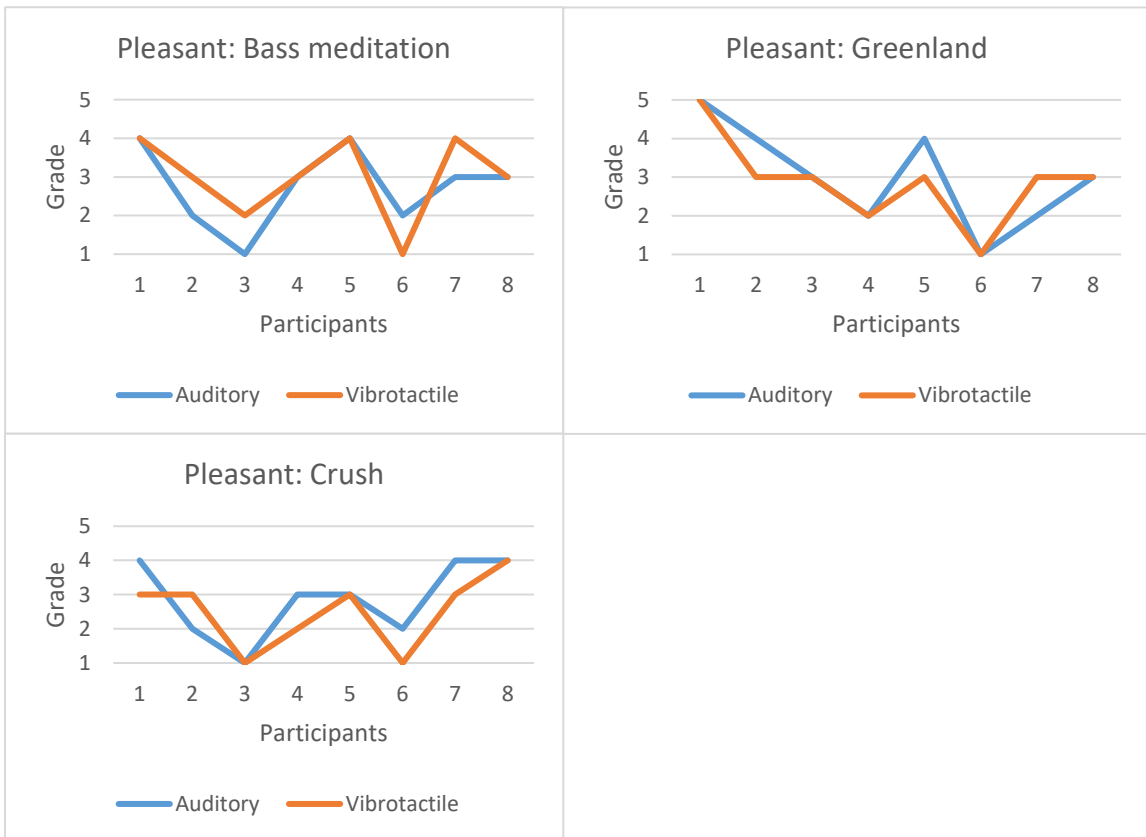 Pleasant: Bass meditation
5
4
3
2
1
Grade
1 2 3 4 5 6 7 8
Participants
Auditory Vibrotactile
Pleasant: Greenland
5
4
3
2
1
Grade
1 2 3 4 5 6 7 8
Participants
Auditory Vibrotactile
Pleasant: Crush
5
4
3
2
1
Grade
1 2 3 4 5 6 7 8
Participants
Auditory Vibrotactile